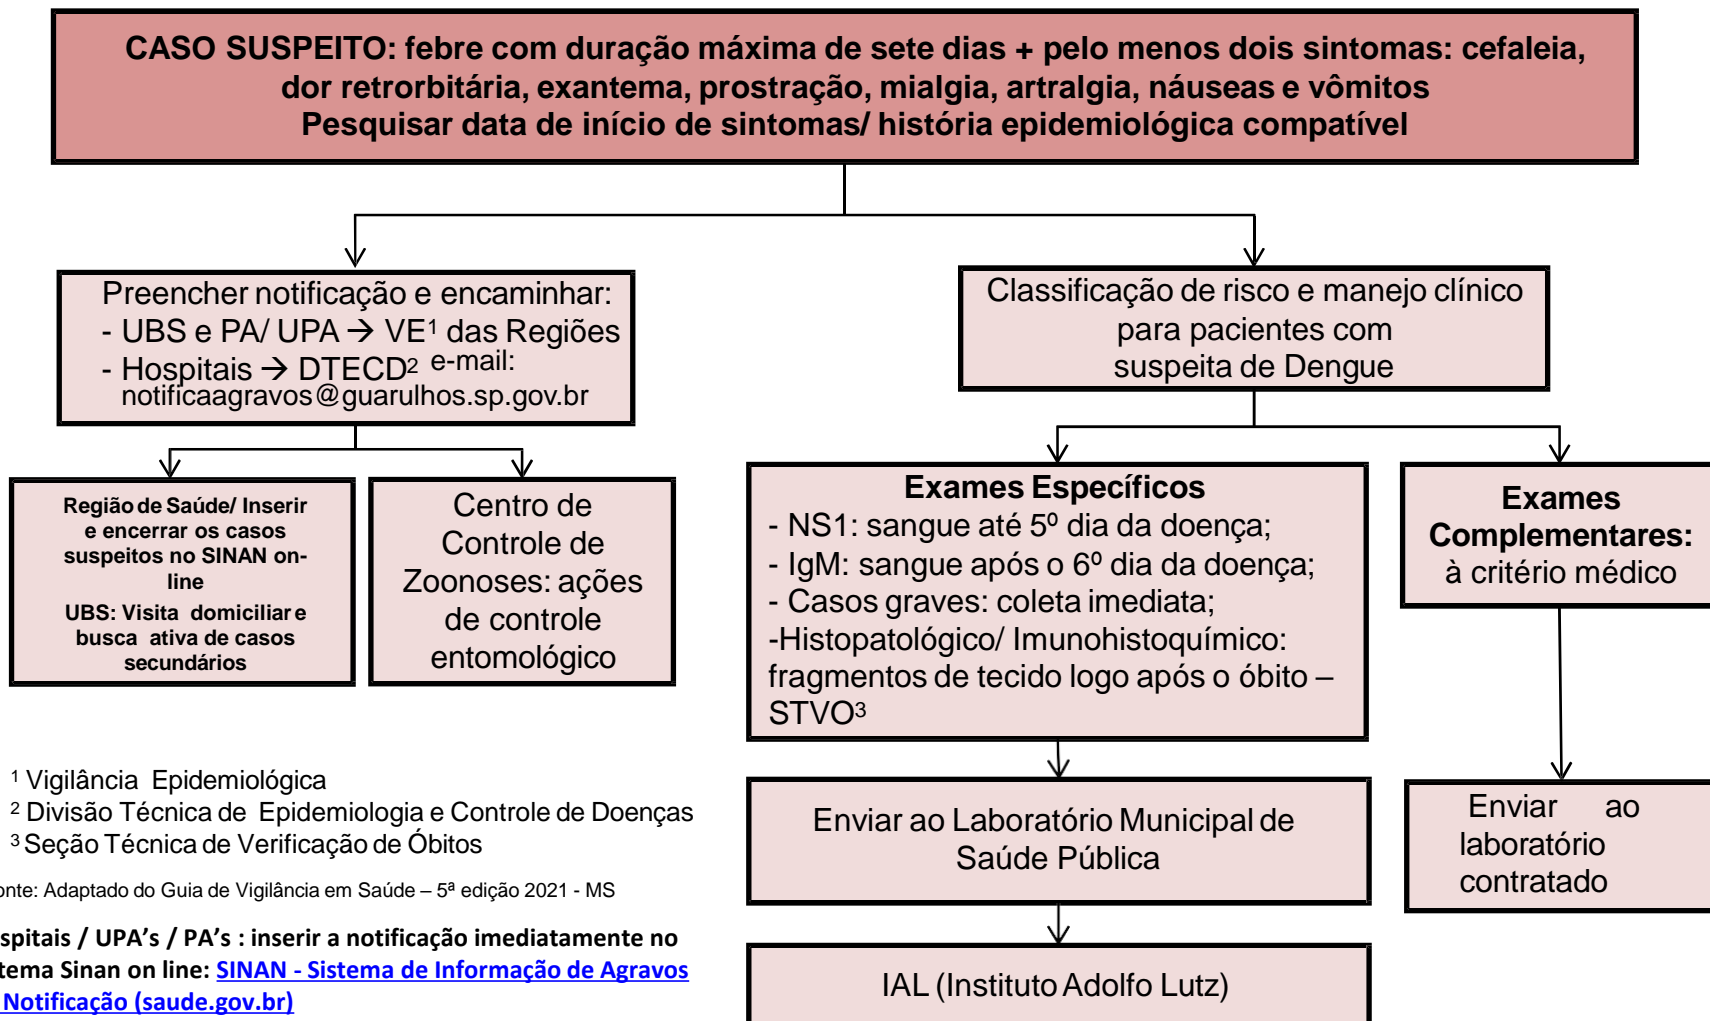 CASO SUSPEITO: febre com duração máxima de sete dias + pelo menos dois sintomas: cefaleia,
dor retrorbitária, exantema, prostração, mialgia, artralgia, náuseas e vômitos
Pesquisar data de início de sintomas/ história epidemiológica compatível
Preencher notificação e encaminhar:
- UBS e PA/ UPA → VE¹ das Regiões
- Hospitais → DTECD² e-mail:
notificaagravos@guarulhos.sp.gov.br
Classificação de risco e manejo clínico
para pacientes com
suspeita de Dengue
Região de Saúde/ Inserir
e encerrar os casos
suspeitos no SINAN on-
line
UBS: Visita domiciliar e
busca ativa de casos
secundários
Centro de
Controle de
Zoonoses: ações
de controle
entomológico
Exames Específicos
- NS1: sangue até 5º dia da doença;
- IgM: sangue após o 6º dia da doença;
- Casos graves: coleta imediata;
-Histopatológico/ Imunohistoquímico:
fragmentos de tecido logo após o óbito –
STVO³
Exames
Complementares:
à critério médico
Enviar ao Laboratório Municipal de
Saúde Pública
Enviar ao
laboratório
contratado
IAL (Instituto Adolfo Lutz)
¹ Vigilância Epidemiológica
² Divisão Técnica de Epidemiologia e Controle de Doenças
³ Seção Técnica de Verificação de Óbitos
onte: Adaptado do Guia de Vigilância em Saúde – 5ª edição 2021 - MS
spitais / UPA’s / PA’s : inserir a notificação imediatamente no
tema Sinan on line: SINAN - Sistema de Informação de Agravos
Notificação (saude.gov.br)